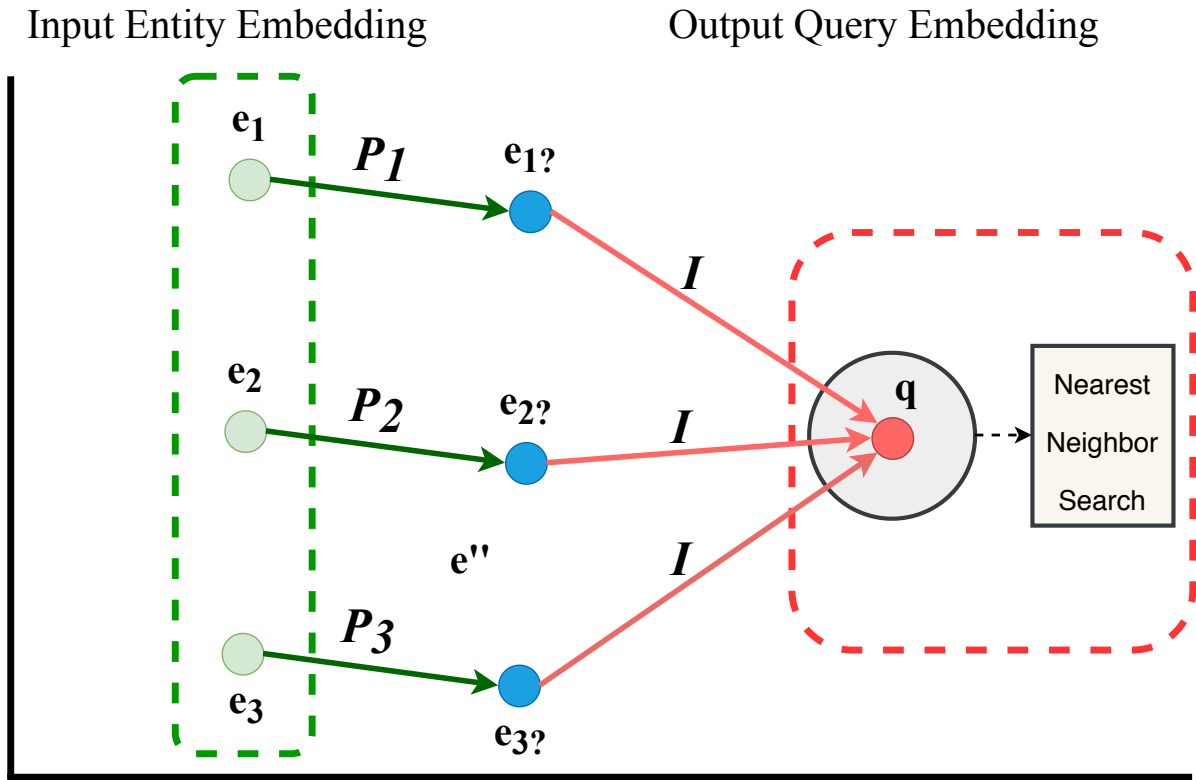 Input Entity Embedding
Output Query Embedding
e1
P1
e1?
I
e2
P2
e2?
I
q
Nearest
Neighbor
Search
e''
I
P3
e3
e3?